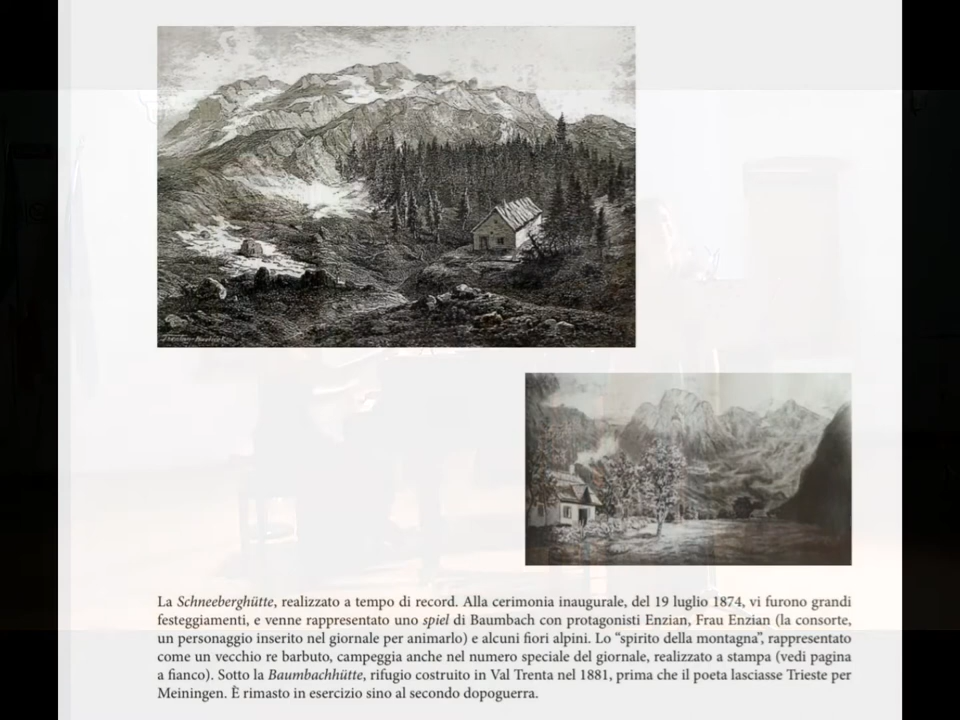 La Schneeberghütte, realizzato a tempo di record. Alla cerimonia inaugurale, del 19 luglio 1874, vi furono grandi
festeggiamenti, e venne rappresentato uno spiel di Baumbach con protagonisti Enzian, Frau Enzian (la consorte,
un personaggio inserito nel giornale per animarlo) e alcuni fiori alpini. Lo “spirito della montagna”, rappresentato
come un vecchio re barbuto, campeggia anche nel numero speciale del giornale, realizzato a stampa (vedi pagina
a fianco). Sotto la Baumbachhütte, rifugio costruito in Val Trenta nel 1881, prima che il poeta lasciasse Trieste per
Meiningen. È rimasto in esercizio sino al secondo dopoguerra.